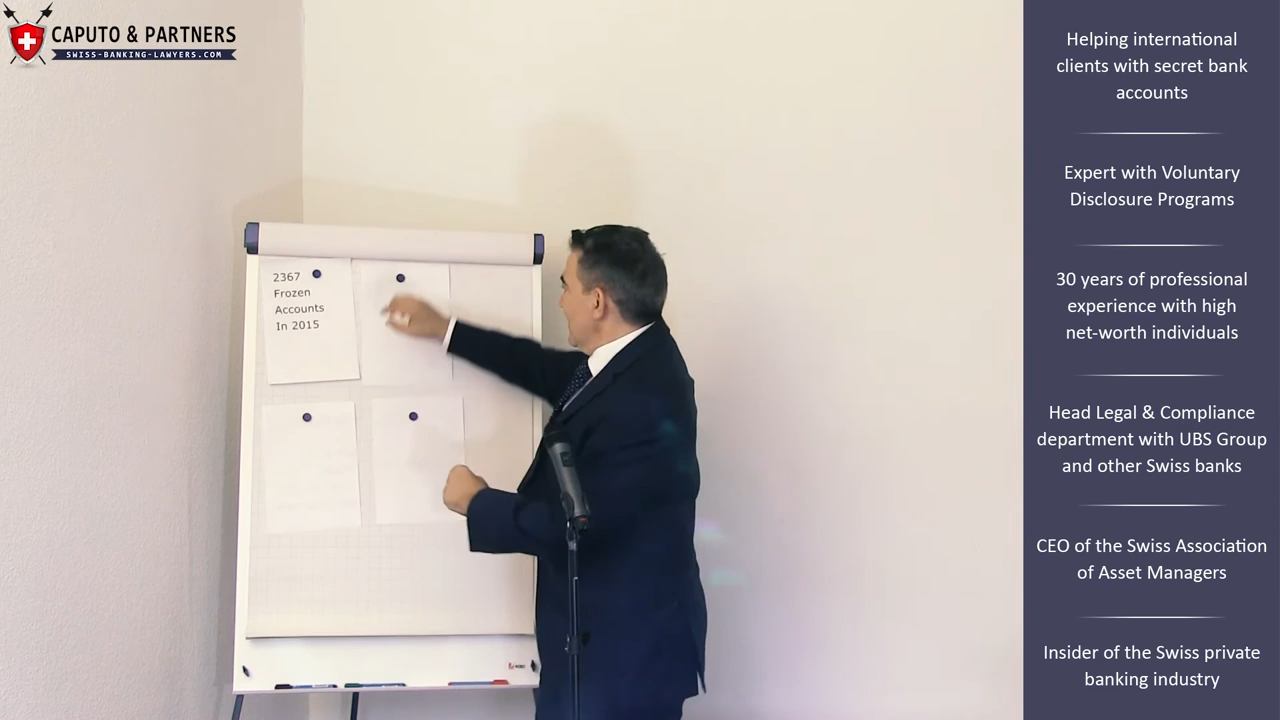 CAPUTO & PARTNERS
SWISS-BANKING-LAWYERS.COM
2367
Frozen
Accounts
In 2015
Helping international
clients with secret bank
accounts
Expert with Voluntary
Disclosure Programs
30 years of professional
experience with high
net-worth individuals
Head Legal & Compliance
department with UBS Group
and other Swiss banks
CEO of the Swiss Association
of Asset Managers
Insider of the Swiss private
banking industry